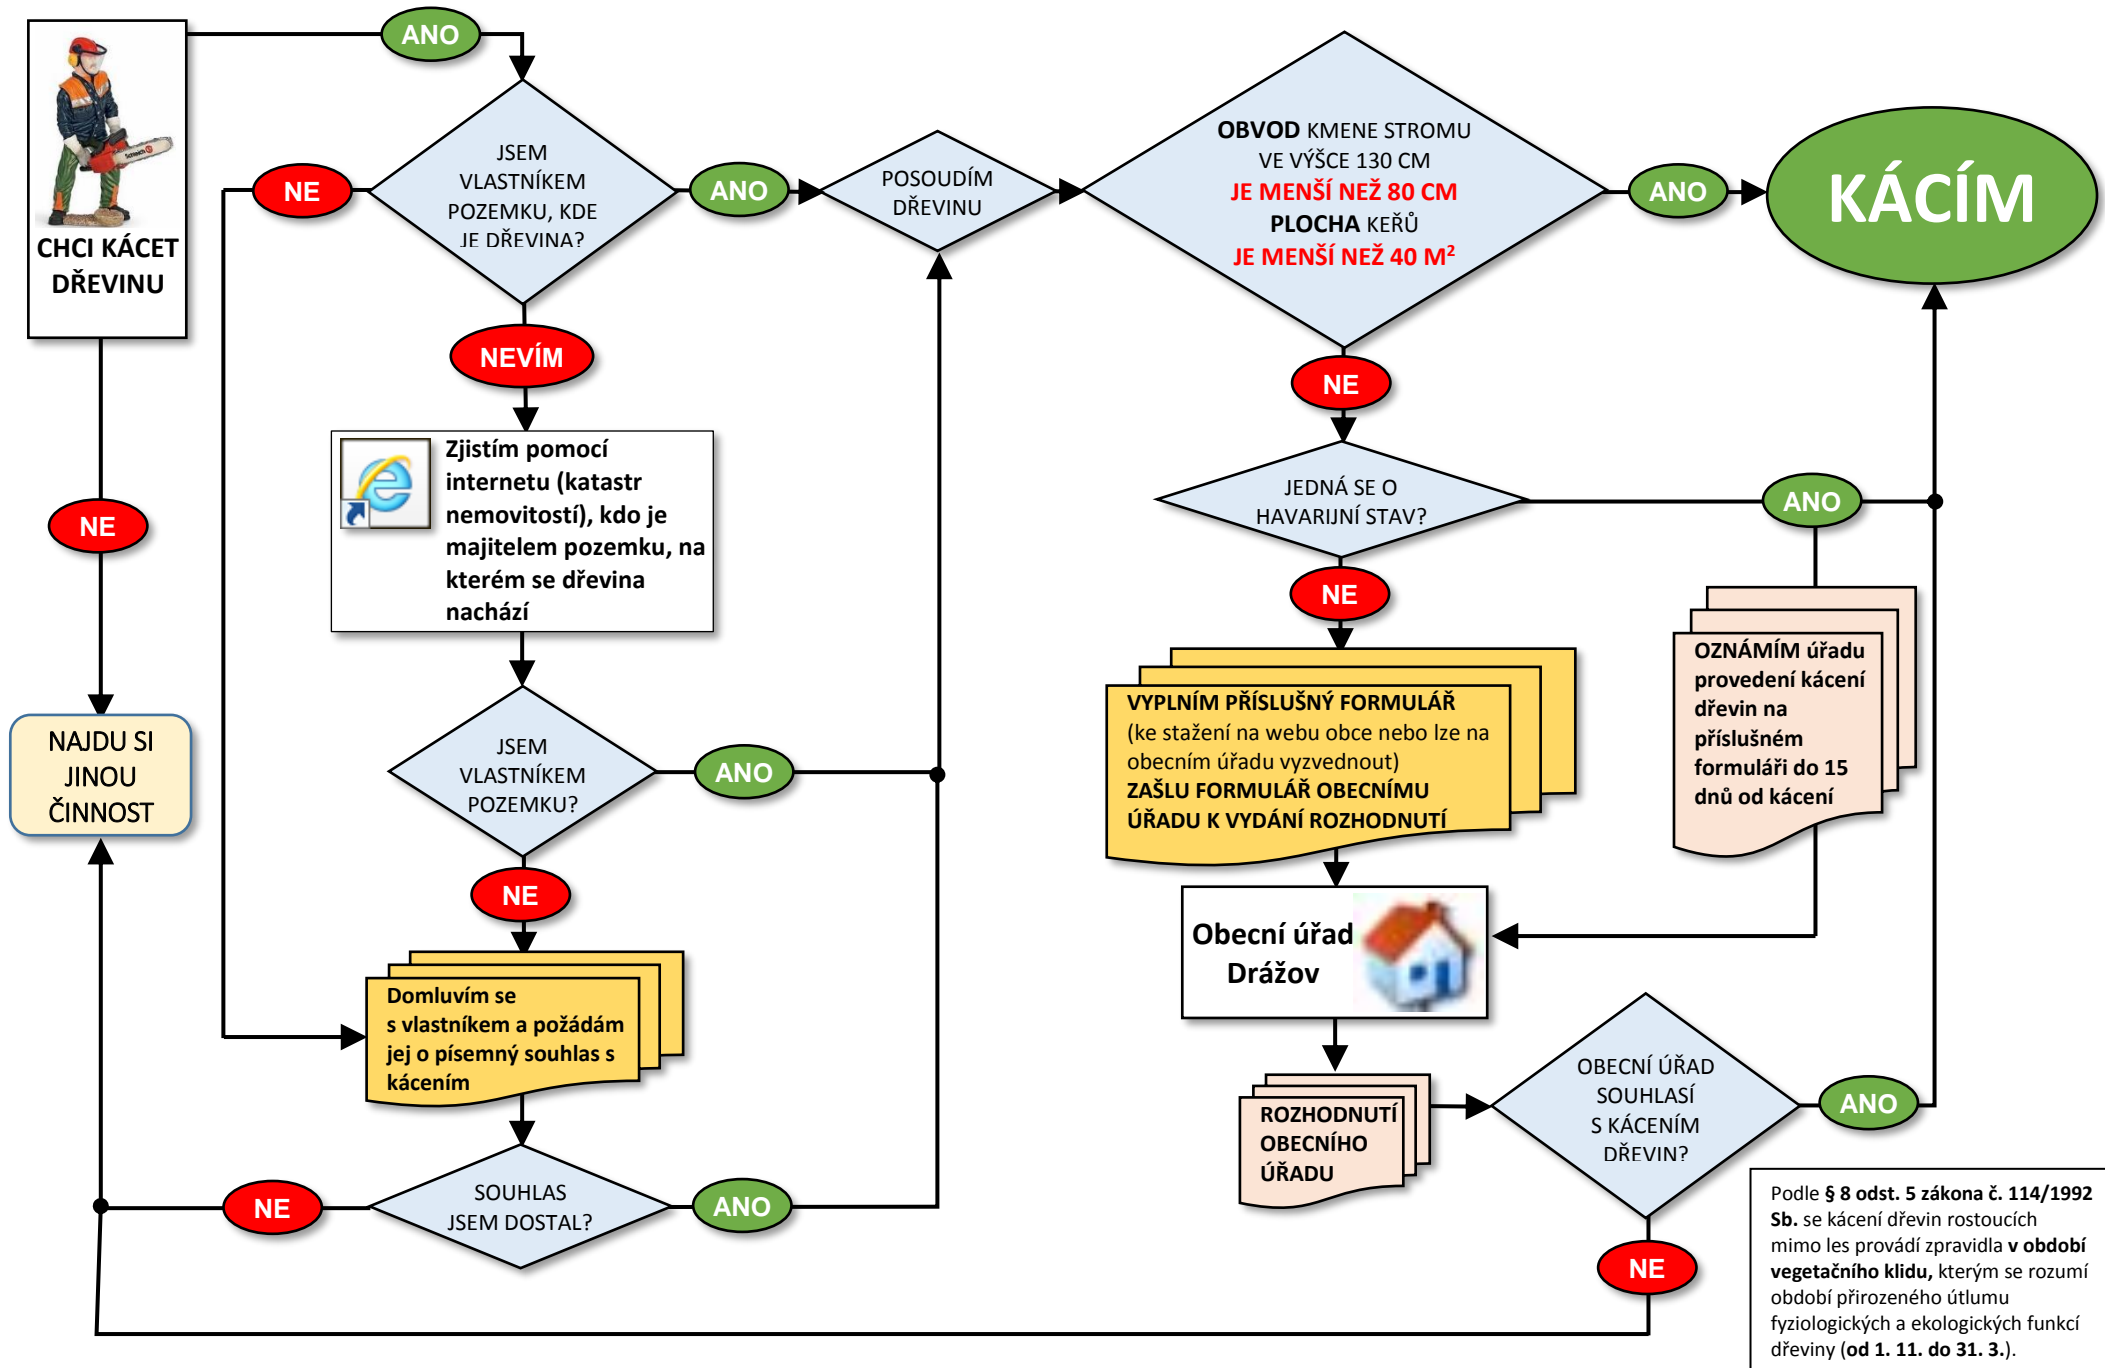 CHCI KÁCET
DŘEVINU
ANO
NE
NAJDU SI
JINOU
ČINNOST
JSEM
VLASTNÍKEM
POZEMKU, KDE
JE DŘEVINA?
NE
ANO
NEVÍM
Zjistím pomocí
internetu (katastr
nemovitostí), kdo je
majitelem pozemku, na
kterém se dřevina
nachází
JSEM
VLASTNÍKEM
POZEMKU?
ANO
NE
Domluvím se
s vlastníkem a požádám
jej o písemný souhlas s
kácením
SOUHLAS
JSEM DOSTAL?
NE
ANO
POSOUDÍM
DŘEVINU
OBVOD KMENE STROMU
VE VÝŠCE 130 CM
JE MENŠÍ NEŽ 80 CM
PLOCHA KEŘŮ
JE MENŠÍ NEŽ 40 M²
ANO
KÁCÍM
NE
JEDNÁ SE O
HAVARIJNÍ STAV?
ANO
NE
OZNÁMÍM úřadu
provedení kácení
dřevin na
příslušném
formuláři do 15
dnů od kácení
VYPLNÍM PŘÍSLUŠNÝ FORMULÁŘ
(ke stažení na webu obce nebo lze na
obecním úřadu vyzvednout)
ZAŠLU FORMULÁŘ OBECNÍMU
ÚŘADU K VYDÁNÍ ROZHODNUTÍ
Obecní úřad
Drážov
ROZHODNUTÍ
OBECNÍHO
ÚŘADU
OBECNÍ ÚŘAD
SOUHLASÍ
S KÁCENÍM
DŘEVIN?
ANO
NE
Podle § 8 odst. 5 zákona č. 114/1992
Sb. se kácení dřevin rostoucích
mimo les provádí zpravidla v období
vegetačního klidu, kterým se rozumí
období přirozeného útlumu
fyziologických a ekologických funkcí
dřeviny (od 1. 11. do 31. 3.).